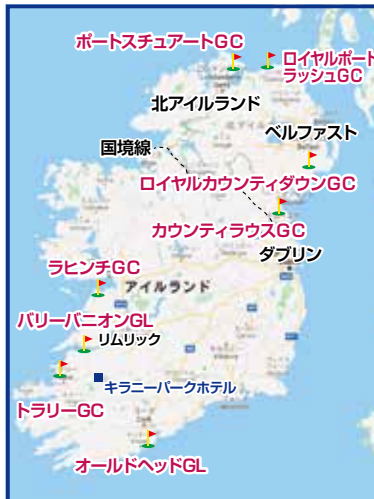 ポートスチュアートGC
ロイヤルポート
ラッシュGC
北アイルランド
ベルファスト
国境線
ロイヤルカウンティダウンGC
カウンティラウスGC
ダブリン
ラヒンチGC
アイルランド
バリーバニオンGL
リムリック
キラニーパークホテル
トラリーGC
オールドヘッドGL